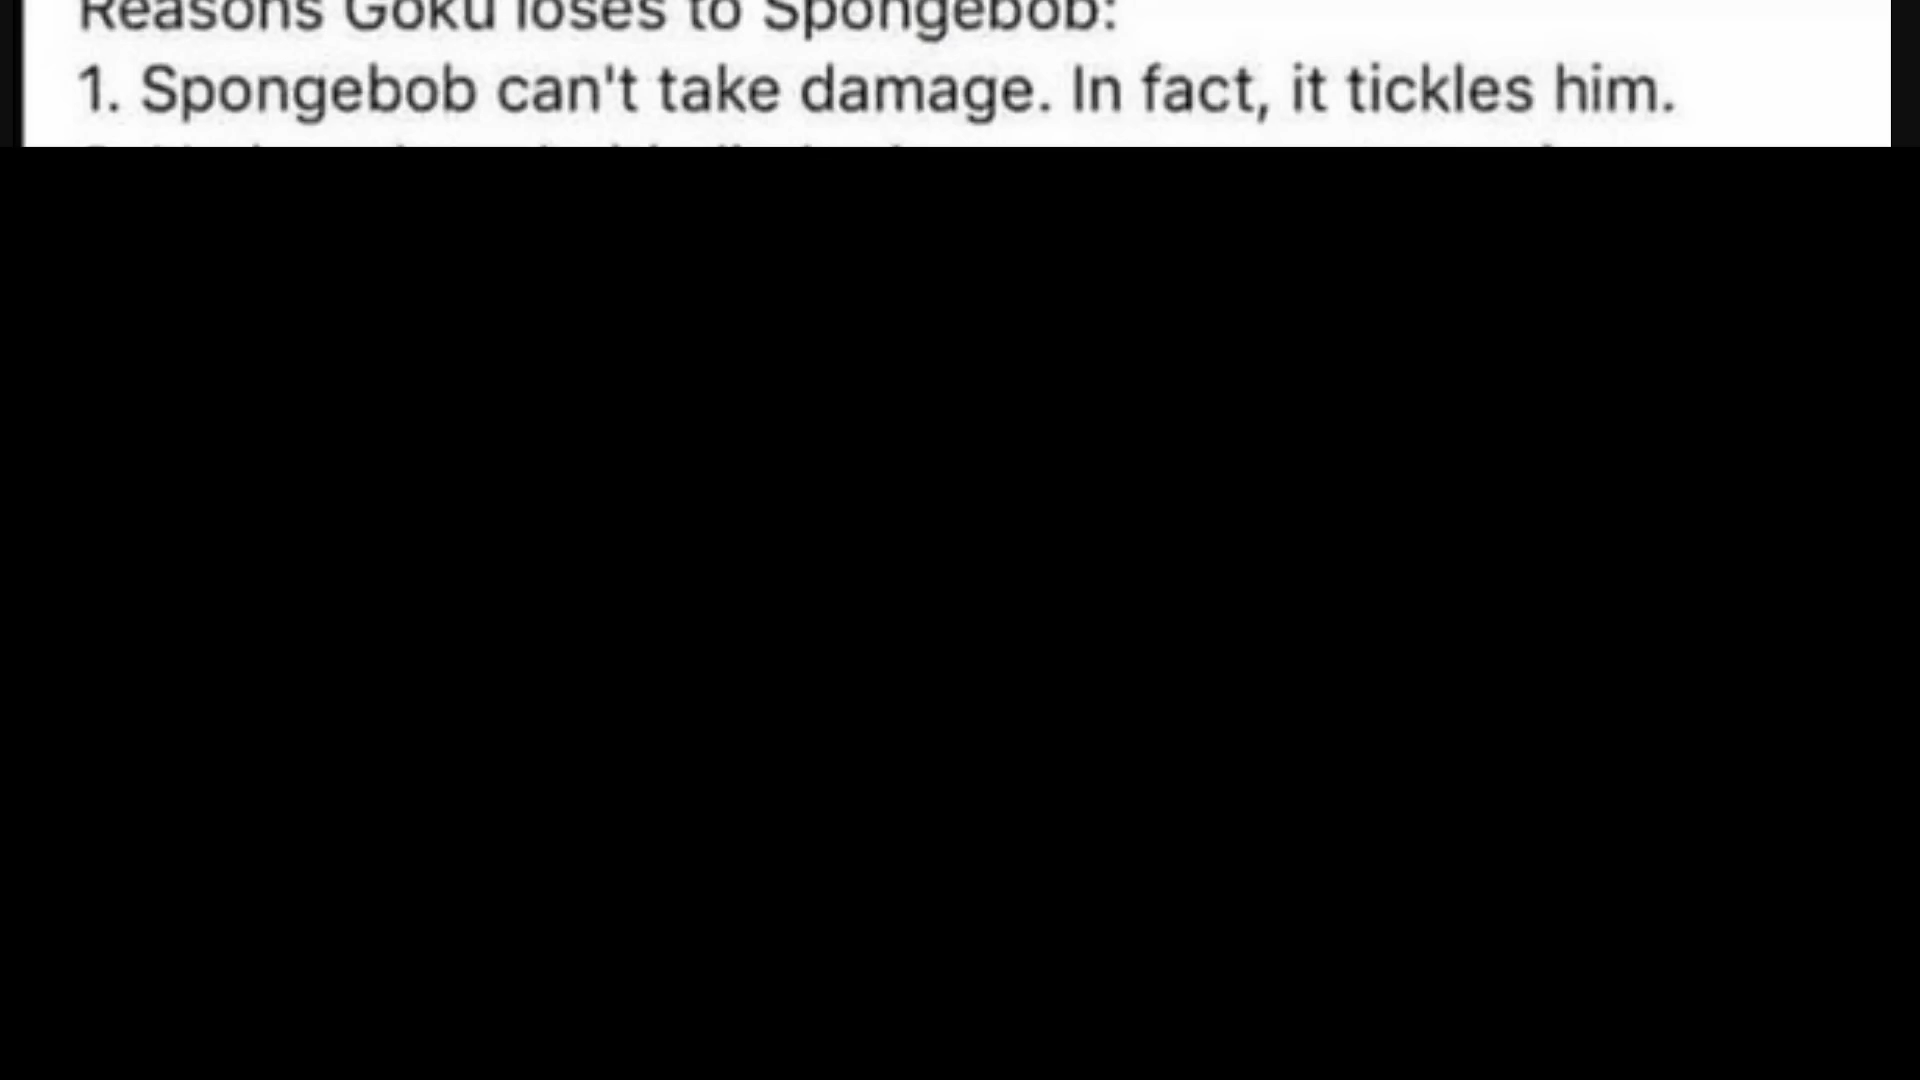 Reasons Goku loses to Spongebob:
1. Spongebob can't take damage. In fact, it tickles him.